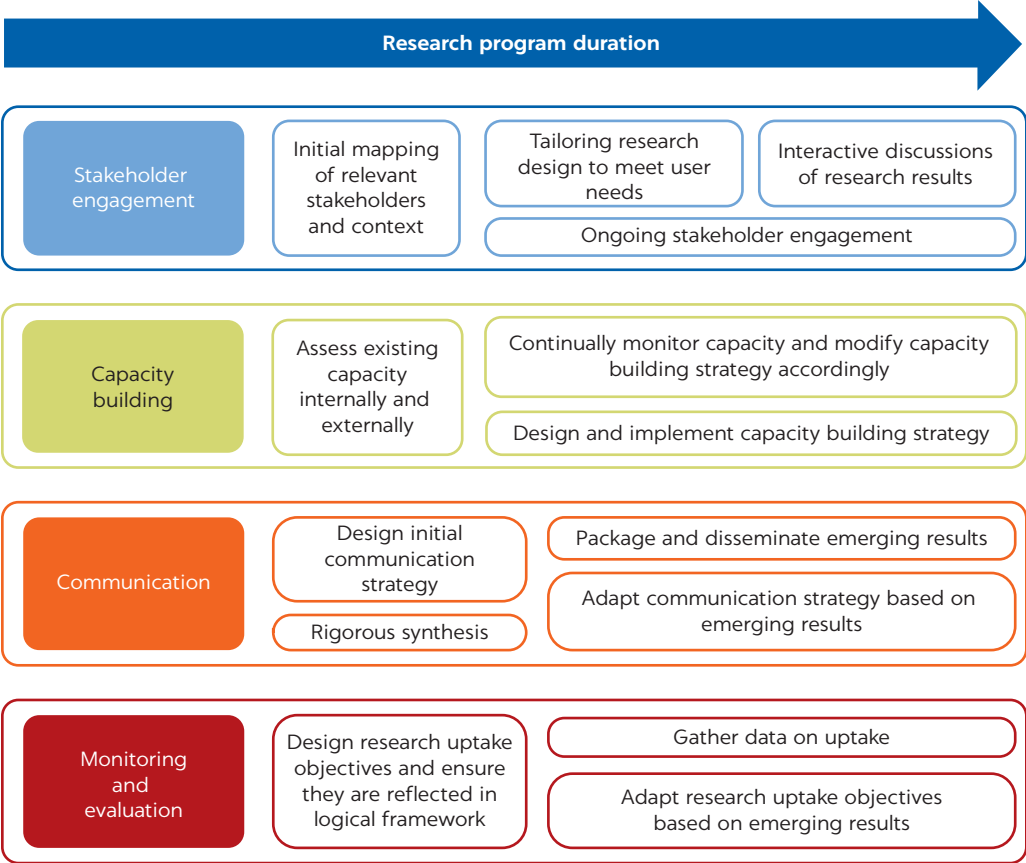 Research program duration
Stakeholder
engagement
Initial mapping
of relevant
stakeholders
and context
Tailoring research
design to meet user
needs
Interactive discussions
of research results
Ongoing stakeholder engagement
Capacity
building
Assess existing
capacity
internally and
externally
Continually monitor capacity and modify capacity
building strategy accordingly
Design and implement capacity building strategy
Communication
Design initial
communication
strategy
Rigorous synthesis
Package and disseminate emerging results
Adapt communication strategy based on
emerging results
Monitoring
and
evaluation
Design research uptake
objectives and ensure
they are reflected in
logical framework
Gather data on uptake
Adapt research uptake objectives
based on emerging results